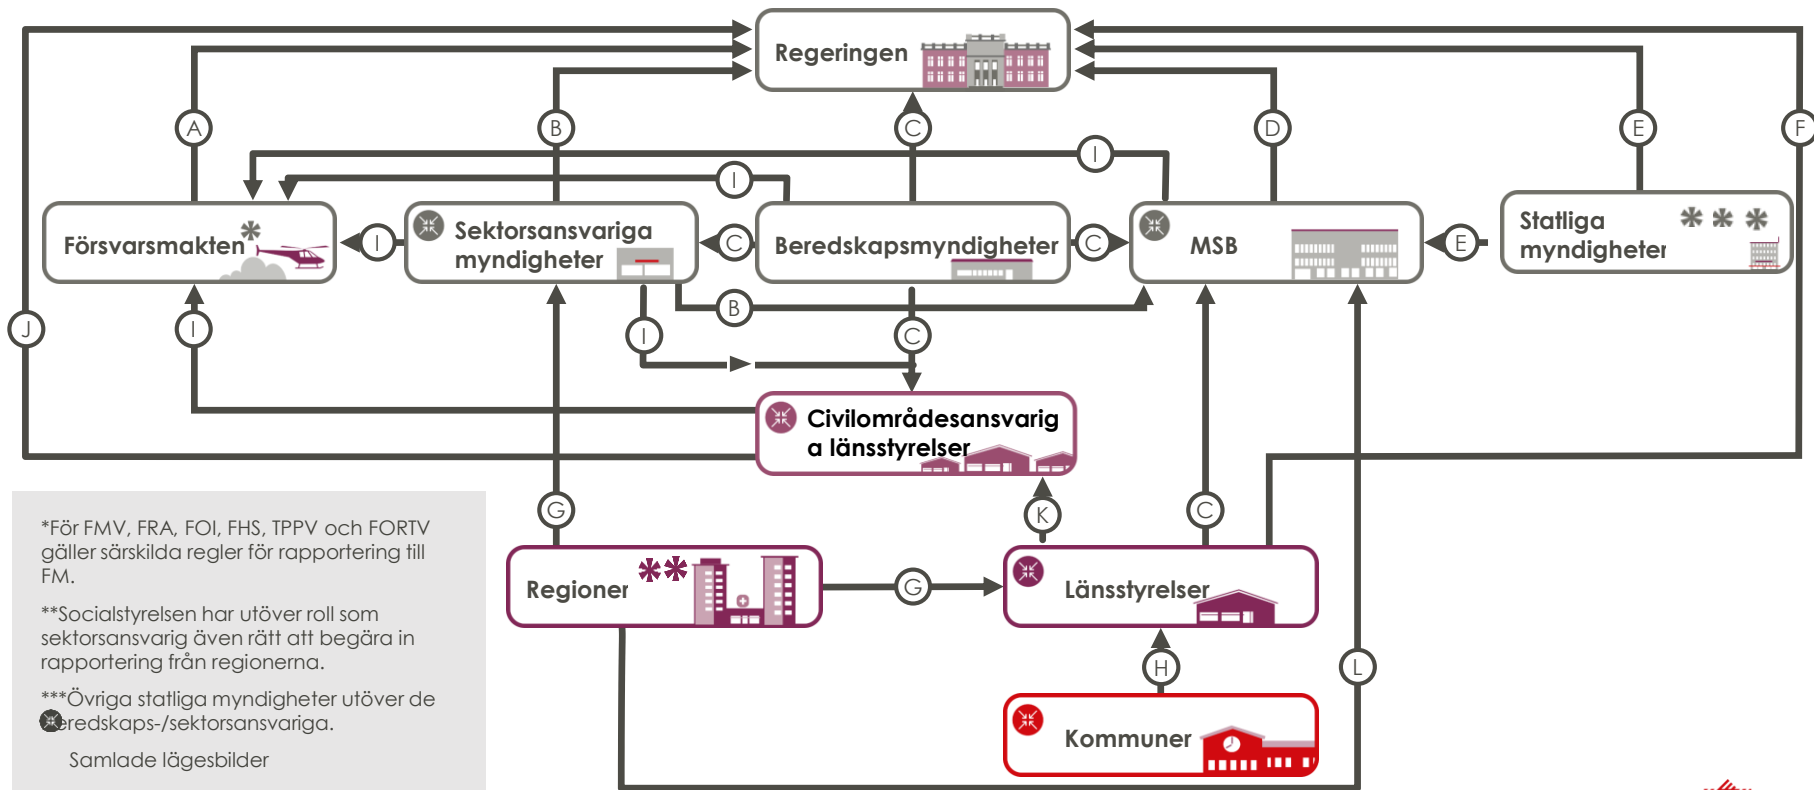 Regeringen
A
B
C
D
E
F
I
I
Försvarsmakten*
I
Sektorsansvariga
myndigheter
C
Beredskapsmyndigheter
C
MSB
E
Statliga
myndigheter
* * *
J
I
I
B
C
Civilområdesansvarig
a länsstyrelser
G
K
C
Regioner **
G
Länsstyrelser
H
L
Kommuner
*För FMV, FRA, FOI, FHS, TPPV och FORTV
gäller särskilda regler för rapportering till
FM.
**Socialstyrelsen har utöver roll som
sektorsansvarig även rätt att begära in
rapportering från regionerna.
***Övriga statliga myndigheter utöver de
eredskaps-/sektorsansvariga.
Samlade lägesbilder